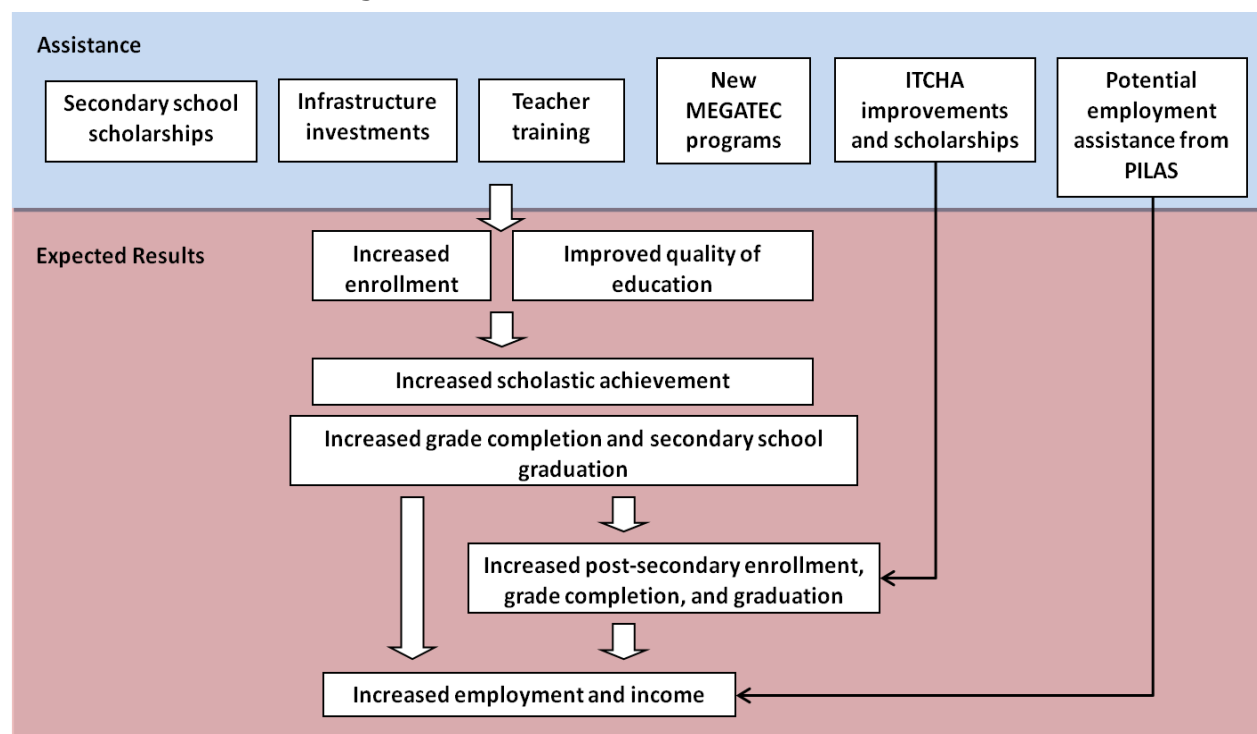 Assistance
Secondary school
scholarships
Infrastructure
investments
Teacher
training
New
MEGATEC
programs
ITCHA
improvements
and scholarships
Potential
employment
assistance from
PILAS
Expected Results
Increased
enrollment
Improved quality of
education
Increased scholastic achievement
Increased grade completion and secondary school
graduation
Increased post-secondary enrollment,
grade completion, and graduation
Increased employment and income